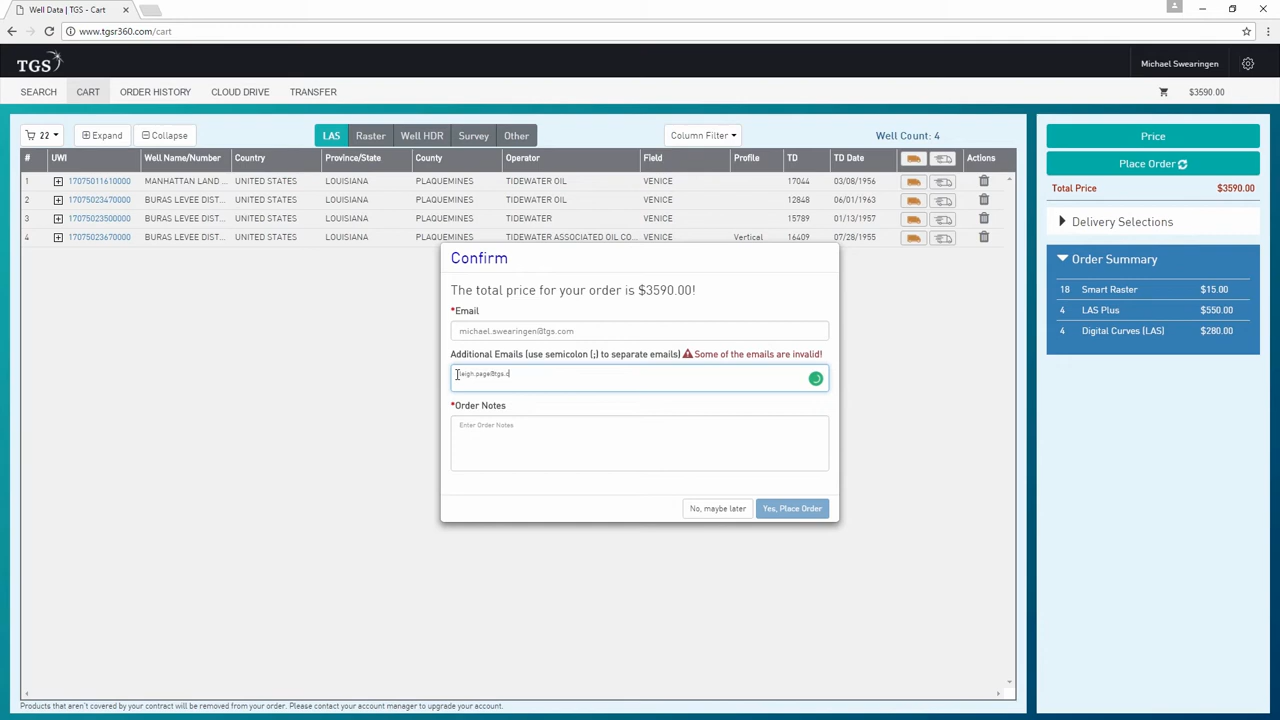 Well Data | TGS - Cart
www.tgsr360.com/cart
TGS
Michael Swearingen
SEARCH CART ORDER HISTORY CLOUD DRIVE TRANSFER $3590.00
22 Expand Collapse LAS Raster Well HDR Survey Other Column Filter Well Count: 4
# UWI Well Name/Number Country Province/State County Operator Field Profile TD TD Date Actions
1 17075011610000 MANHATTAN LAND ... UNITED STATES LOUISIANA PLAQUEMINES TIDEWATER OIL VENICE 17044 03/08/1956
2 17075023470000 BURAS LEVEE DIST... UNITED STATES LOUISIANA PLAQUEMINES TIDEWATER OIL VENICE 12848 06/01/1963
3 17075023500000 BURAS LEVEE DIST... UNITED STATES LOUISIANA PLAQUEMINES TIDEWATER VENICE 15789 01/13/1957
4 17075023670000 BURAS LEVEE DIST... UNITED STATES LOUISIANA PLAQUEMINES TIDEWATER ASSOCIATED OIL CO... VENICE Vertical 16409 07/28/1955
Confirm
The total price for your order is $3590.00!
*Email
michael.swearingen@tgs.com
Additional Emails (use semicolon (;) to separate emails) Some of the emails are invalid!
leigh.page@tgs.c
*Order Notes
Enter Order Notes
No, maybe later Yes, Place Order
Price
Place Order
Total Price $3590.00
Delivery Selections
Order Summary
18 Smart Raster $15.00
4 LAS Plus $550.00
4 Digital Curves (LAS) $280.00
Products that aren't covered by your contract will be removed from your order. Please contact your account manager to upgrade your account.